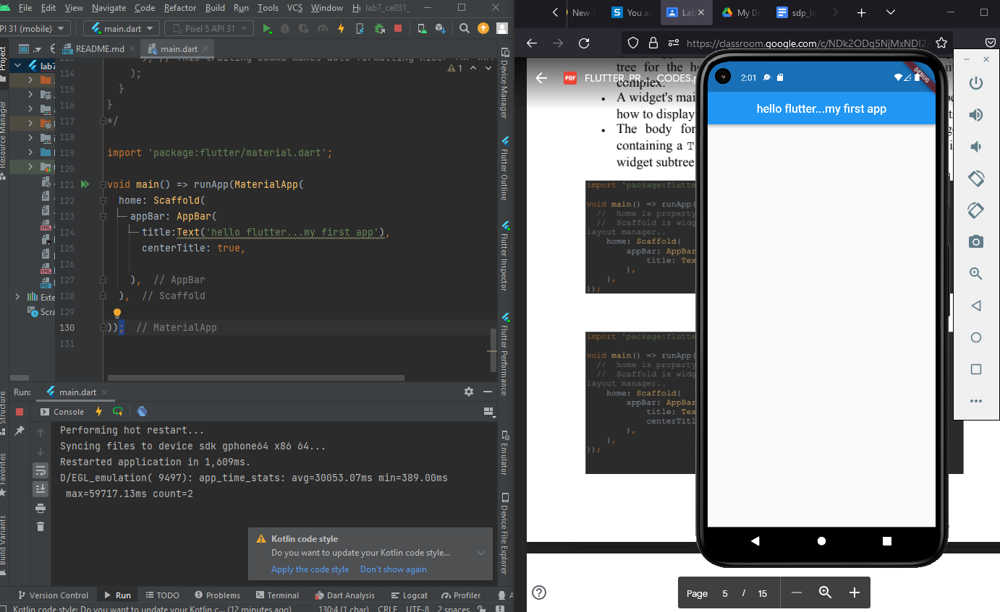 File Edit View Navigate Code Refactor Build Run Tools VCS Window lab7_ce031_
PI 31 (mobile) main.dart Pixel 5 API 31
README.md main.dart
Project
Resource Manager
lab7
Exte
Scra
Structure
Favorites
Build Variants
1
114 );
115 }
116 }
117 */
118
119 import 'package:flutter/material.dart';
120
121 void main() => runApp(MaterialApp(
122 home: Scaffold(
123 appBar: AppBar(
124 title:Text('hello flutter...my first app'),
125 centerTitle: true,
126
127 ), // AppBar
128 ), // Scaffold
129
130 )); // MaterialApp
131
Device Manager
Flutter Outline
Flutter Inspector
Flutter Performance
Emulator
Device File Explorer
Run: main.dart
Console
Performing hot restart...
Syncing files to device sdk gphone64 x86 64...
Restarted application in 1,609ms.
D/EGL_emulation( 9497): app_time_stats: avg=30053.07ms min=389.00ms
max=59717.13ms count=2
Kotlin code style
Do you want to update your Kotlin code style...
Apply the code style Don't show again
Version Control Run TODO Problems Terminal Dart Analysis Logcat Profiler
Kotlin code style: Do you want to update your Kotlin c... (12 minutes ago) 130:4 (1 char) CRLF UTF-8 2 spaces
New T You ar Lab My Dr sdp_la
https://classroom.google.com/c/NDk2ODg5NjMxNDI2
PDF FLUTTER_PR CODES.p
tree for the h
complex.
• A widget's mai
how to display
• The body for
containing a T
widget subtree
import 'package:flutte
void main() => runApp(
// home is property
// Scaffold is widg
layout manager..
home: Scaffold(
appBar: AppBar
title: Tex
),
),
));
import 'package:flutte
void main() => runApp(
// home is property
// Scaffold is widg
layout manager..
home: Scaffold(
appBar: AppBar
title: Tex
centerTitl
),
),
));
Page 5 / 15
2:01
DEBUG
hello flutter...my first app